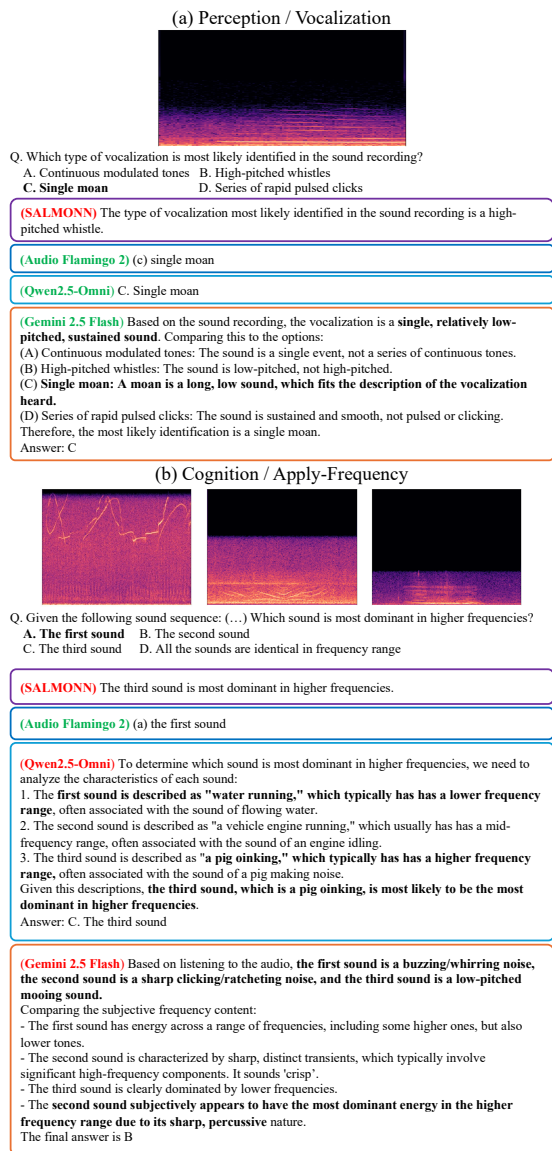 (a) Perception / Vocalization
Q. Which type of vocalization is most likely identified in the sound recording?
A. Continuous modulated tones B. High-pitched whistles
C. Single moan D. Series of rapid pulsed clicks
(SALMONN) The type of vocalization most likely identified in the sound recording is a high-
pitched whistle.
(Audio Flamingo 2) (c) single moan
(Qwen2.5-Omni) C. Single moan
(Gemini 2.5 Flash) Based on the sound recording, the vocalization is a single, relatively low-
pitched, sustained sound. Comparing this to the options:
(A) Continuous modulated tones: The sound is a single event, not a series of continuous tones.
(B) High-pitched whistles: The sound is low-pitched, not high-pitched.
(C) Single moan: A moan is a long, low sound, which fits the description of the vocalization
heard.
(D) Series of rapid pulsed clicks: The sound is sustained and smooth, not pulsed or clicking.
Therefore, the most likely identification is a single moan.
Answer: C
(b) Cognition / Apply-Frequency
Q. Given the following sound sequence: (…) Which sound is most dominant in higher frequencies?
A. The first sound B. The second sound
C. The third sound D. All the sounds are identical in frequency range
(SALMONN) The third sound is most dominant in higher frequencies.
(Audio Flamingo 2) (a) the first sound
(Qwen2.5-Omni) To determine which sound is most dominant in higher frequencies, we need to
analyze the characteristics of each sound:
1. The first sound is described as "water running," which typically has has a lower frequency
range, often associated with the sound of flowing water.
2. The second sound is described as "a vehicle engine running," which usually has has a mid-
frequency range, often associated with the sound of an engine idling.
3. The third sound is described as "a pig oinking," which typically has has a higher frequency
range, often associated with the sound of a pig making noise.
Given this descriptions, the third sound, which is a pig oinking, is most likely to be the most
dominant in higher frequencies.
Answer: C. The third sound
(Gemini 2.5 Flash) Based on listening to the audio, the first sound is a buzzing/whirring noise,
the second sound is a sharp clicking/ratcheting noise, and the third sound is a low-pitched
mooing sound.
Comparing the subjective frequency content:
- The first sound has energy across a range of frequencies, including some higher ones, but also
lower tones.
- The second sound is characterized by sharp, distinct transients, which typically involve
significant high-frequency components. It sounds 'crisp'.
- The third sound is clearly dominated by lower frequencies.
- The second sound subjectively appears to have the most dominant energy in the higher
frequency range due to its sharp, percussive nature.
The final answer is B